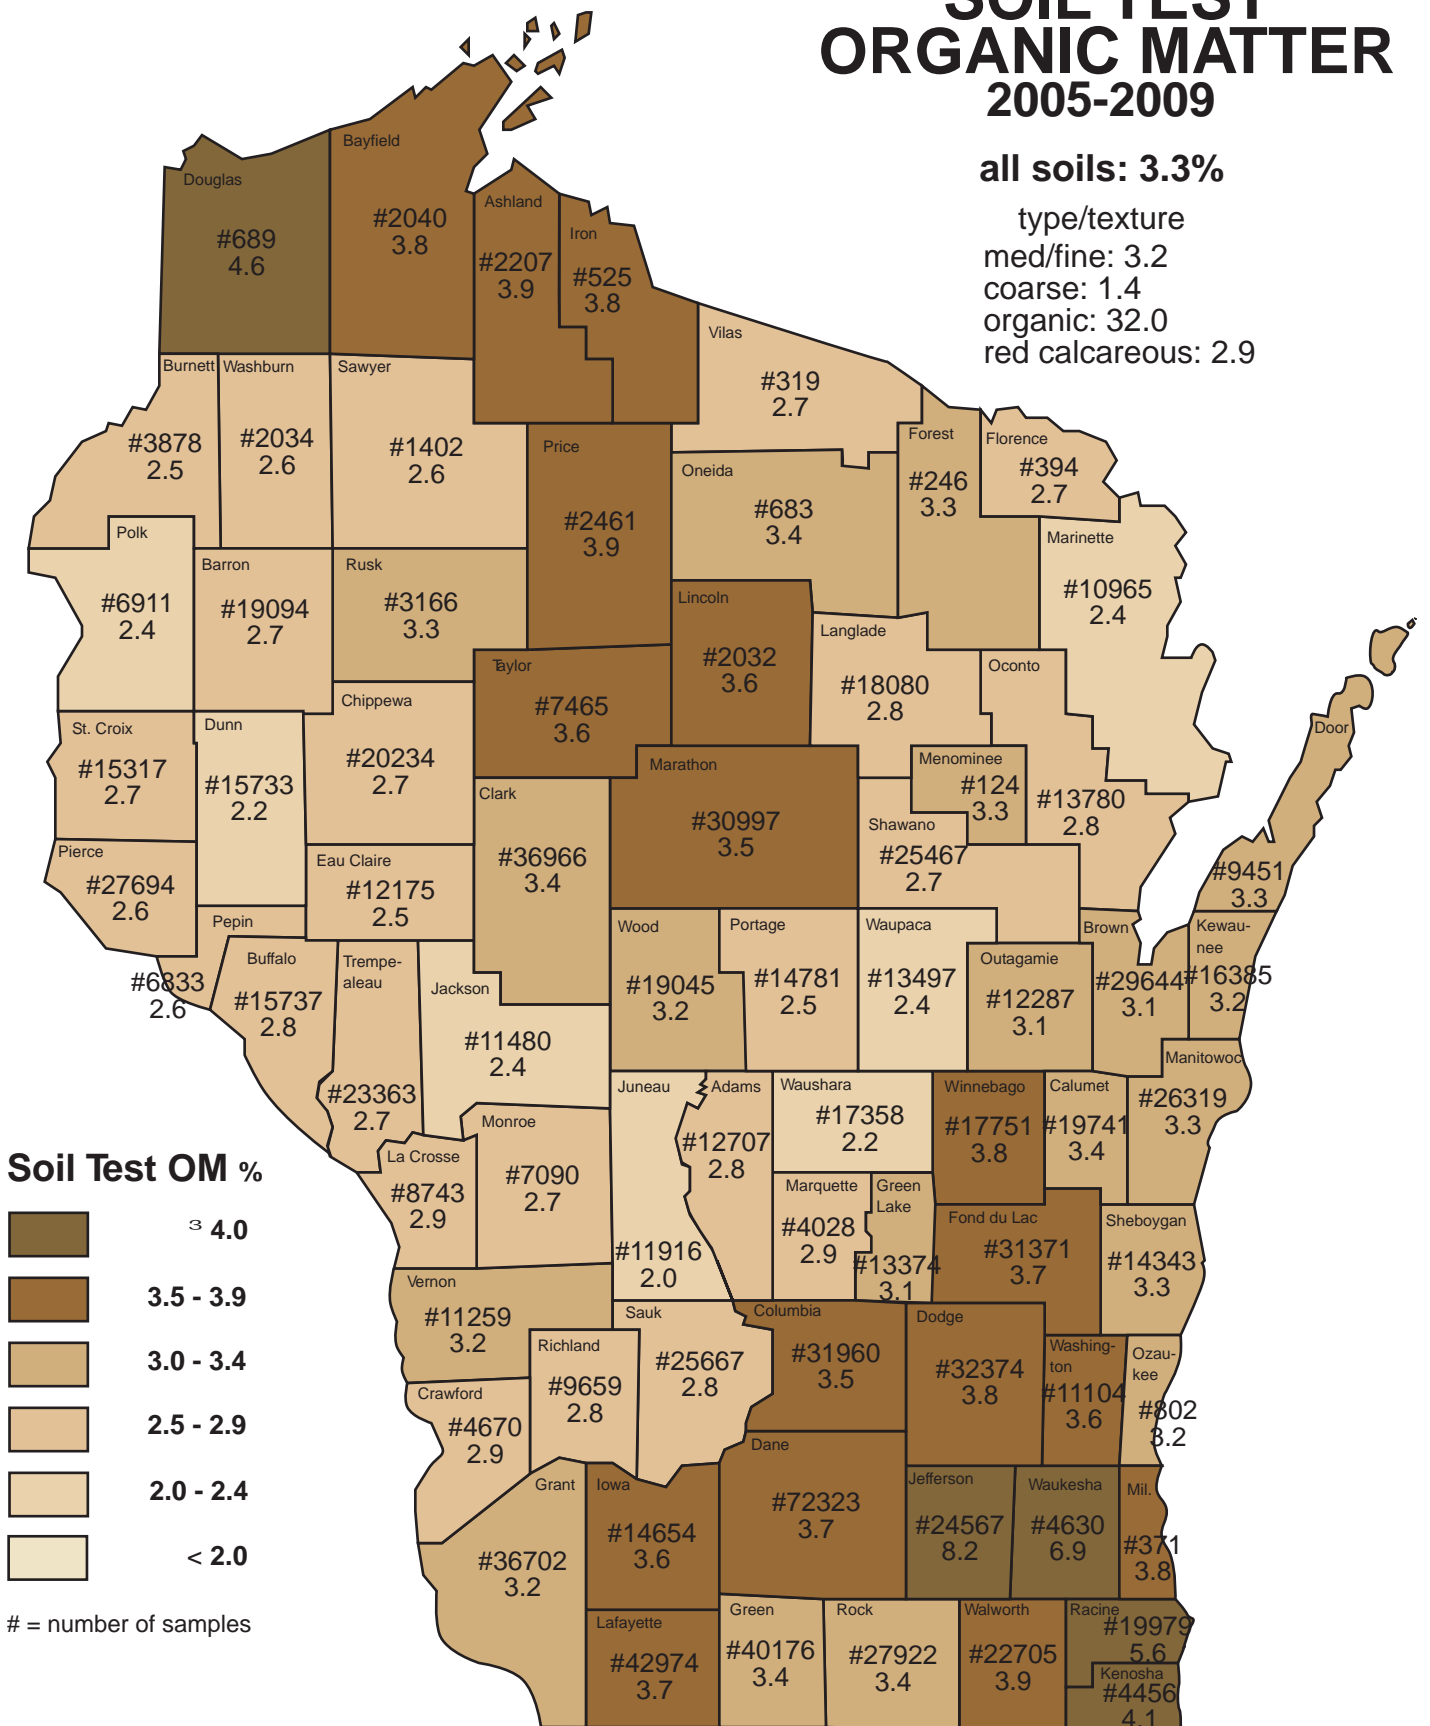 SOIL TEST
ORGANIC MATTER
2005-2009
all soils: 3.3%
type/texture
med/fine: 3.2
coarse: 1.4
organic: 32.0
red calcareous: 2.9
Douglas
#689
4.6
Bayfield
#2040
3.8
Ashland
#2207
3.9
Iron
#525
3.8
Vilas
#319
2.7
Burnett
#3878
2.5
Washburn
#2034
2.6
Sawyer
#1402
2.6
Price
#2461
3.9
Oneida
#683
3.4
Forest
#246
3.3
Florence
#394
2.7
Marinette
#10965
2.4
Polk
#6911
2.4
Barron
#19094
2.7
Rusk
#3166
3.3
Lincoln
#2032
3.6
Langlade
#18080
2.8
Oconto
#13780
2.8
Taylor
#7465
3.6
Chippewa
#20234
2.7
St. Croix
#15317
2.7
Dunn
#15733
2.2
Marathon
#30997
3.5
Menominee
#124
3.3
Door
#9451
3.3
Clark
#36966
3.4
Shawano
#25467
2.7
Pierce
#27694
2.6
Eau Claire
#12175
2.5
Pepin
#6833
2.6
Buffalo
#15737
2.8
Trempe-
aleau
#23363
2.7
Jackson
#11480
2.4
Wood
#19045
3.2
Portage
#14781
2.5
Waupaca
#13497
2.4
Outagamie
#12287
3.1
Brown
#29644
3.1
Kewau-
nee
#16385
3.2
Manitowoc
#26319
3.3
Juneau
#11916
2.0
Adams
#12707
2.8
Waushara
#17358
2.2
Winnebago
#17751
3.8
Calumet
#19741
3.4
Monroe
#7090
2.7
La Crosse
#8743
2.9
Marquette
#4028
2.9
Green
Lake
#13374
3.1
Fond du Lac
#31371
3.7
Sheboygan
#14343
3.3
Vernon
#11259
3.2
Sauk
#25667
2.8
Columbia
#31960
3.5
Dodge
#32374
3.8
Washing-
ton
#11104
3.6
Ozau-
kee
#802
3.2
Richland
#9659
2.8
Crawford
#4670
2.9
Dane
#72323
3.7
Jefferson
#24567
8.2
Waukesha
#4630
6.9
Mil.
#371
3.8
Grant
#36702
3.2
Iowa
#14654
3.6
Lafayette
#42974
3.7
Green
#40176
3.4
Rock
#27922
3.4
Walworth
#22705
3.9
Racine
#19979
5.6
Kenosha
#4456
4.1
Soil Test OM %
³ 4.0
3.5 - 3.9
3.0 - 3.4
2.5 - 2.9
2.0 - 2.4
< 2.0
# = number of samples